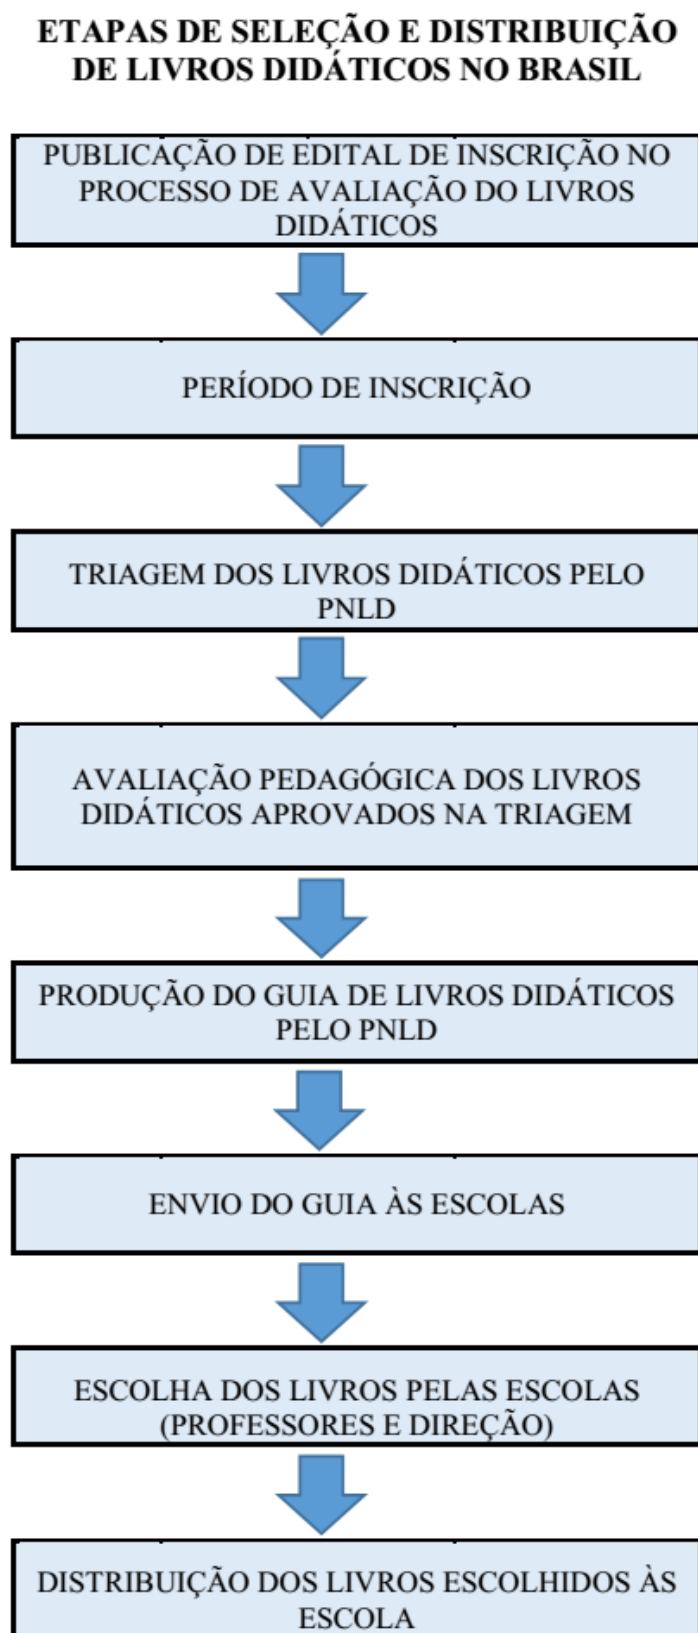 ETAPAS DE SELEÇÃO E DISTRIBUIÇÃO
DE LIVROS DIDÁTICOS NO BRASIL
PUBLICAÇÃO DE EDITAL DE INSCRIÇÃO NO
PROCESSO DE AVALIAÇÃO DO LIVROS
DIDÁTICOS
PERÍODO DE INSCRIÇÃO
TRIAGEM DOS LIVROS DIDÁTICOS PELO
PNLD
AVALIAÇÃO PEDAGÓGICA DOS LIVROS
DIDÁTICOS APROVADOS NA TRIAGEM
PRODUÇÃO DO GUIA DE LIVROS DIDÁTICOS
PELO PNLD
ENVIO DO GUIA ÀS ESCOLAS
ESCOLHA DOS LIVROS PELAS ESCOLAS
(PROFESSORES E DIREÇÃO)
DISTRIBUIÇÃO DOS LIVROS ESCOLHIDOS ÀS
ESCOLA